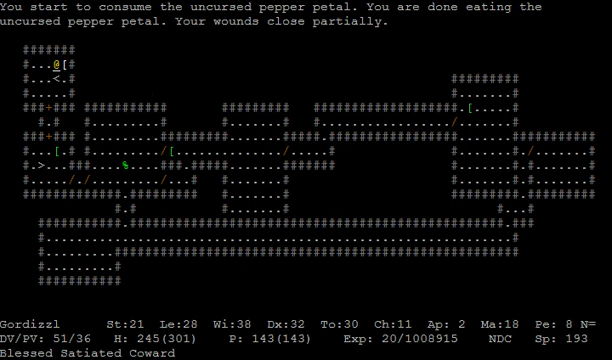 You start to consume the uncursed pepper petal. You are done eating the
uncursed pepper petal. Your wounds close partially.
Gordizzl St:21 Le:28 Wi:38 Dx:32 To:30 Ch:11 Ap: 2 Ma:18 Pe: 8 N=
DV/PV: 51/36 H: 245(301) P: 143(143) Exp: 20/1008915 NDC Sp: 193
Blessed Satiated Coward